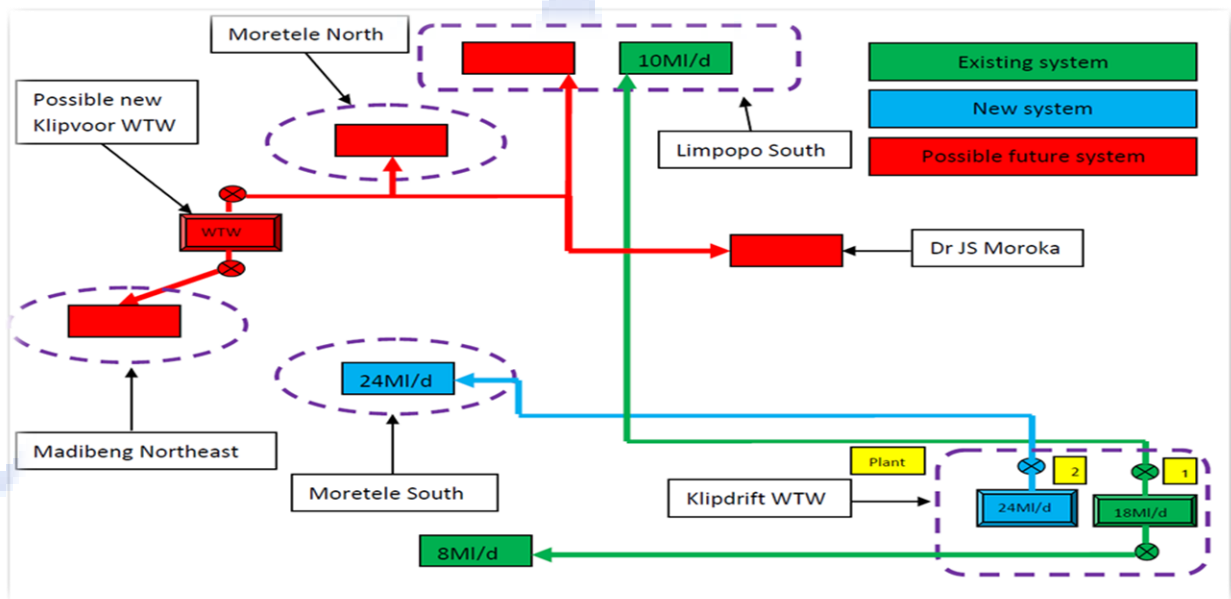 Moretele North
10Ml/d
Existing system
New system
Possible future system
Possible new
Klipvoor WTW
Limpopo South
WTW
Dr JS Moroka
24Ml/d
Madibeng Northeast
Moretele South
Plant
2
1
Klipdrift WTW
24Ml/d
18Ml/d
8Ml/d